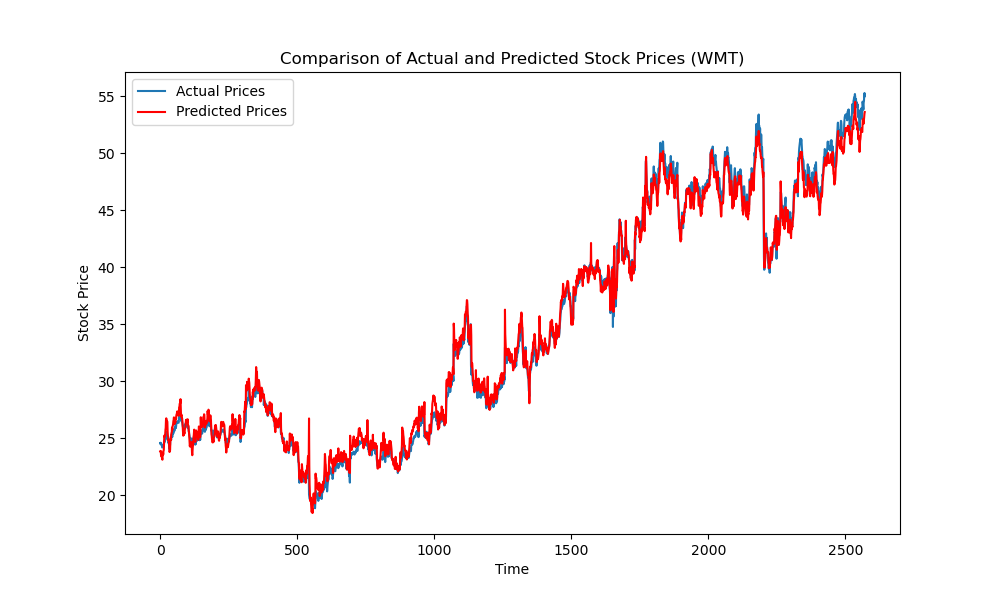 Comparison of Actual and Predicted Stock Prices (WMT)
Actual Prices
Predicted Prices
55
50
45
40
35
30
25
20
Stock Price
0 500 1000 1500 2000 2500
Time